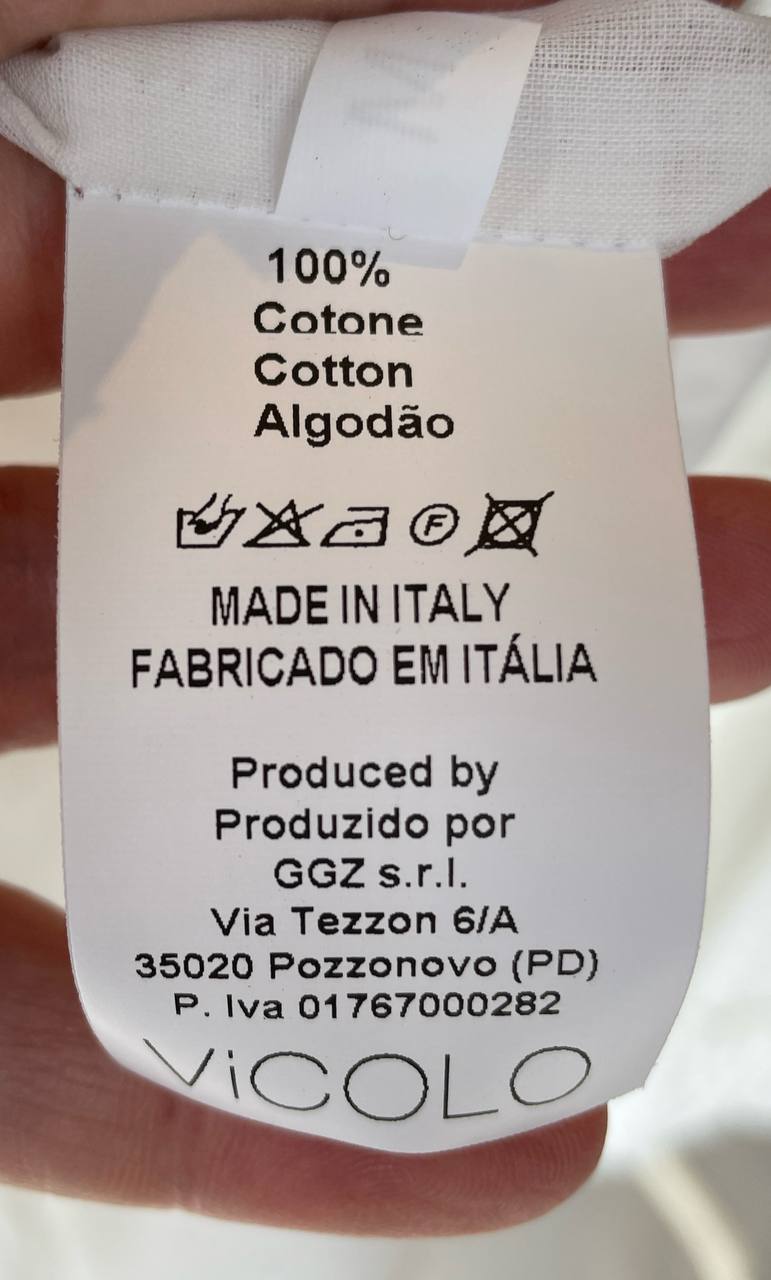 100%
Cotone
Cotton
Algodão
F
MADE IN ITALY
FABRICADO EM ITÁLIA
Produced by
Produzido por
GGZ s.r.l.
Via Tezzon 6/A
35020 Pozzonovo (PD)
P. Iva 01767000282
ViCOLO